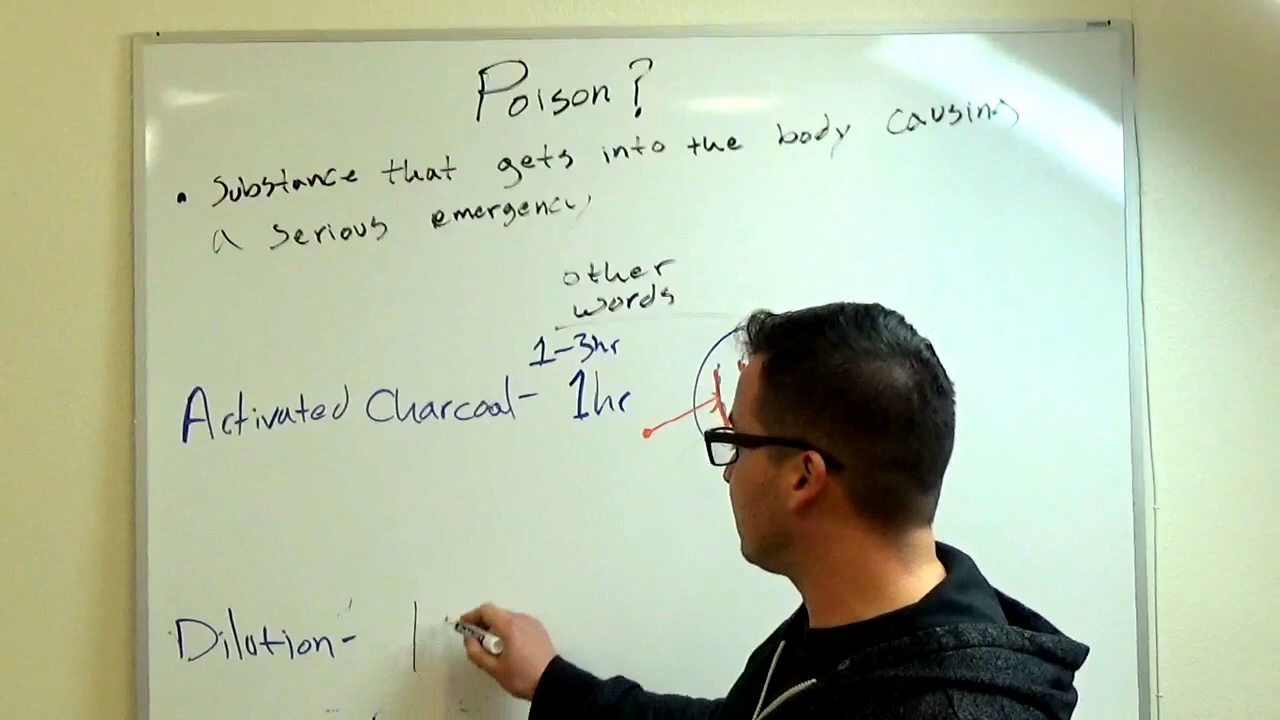 Poison?
• Substance that gets into the body causing
a serious emergency
other
words
1-3hr
Activated Charcoal- 1hr
Dilution-